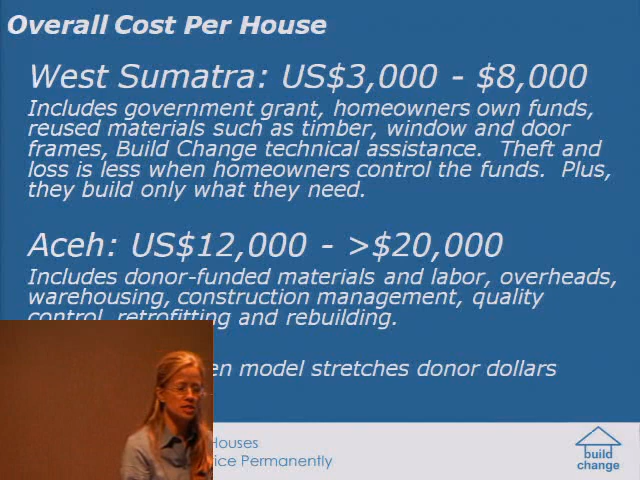 Overall Cost Per House
West Sumatra: US$3,000 - $8,000
Includes government grant, homeowners own funds,
reused materials such as timber, window and door
frames, Build Change technical assistance.  Theft and
loss is less when homeowners control the funds.  Plus,
they build only what they need.
Aceh: US$12,000 - >$20,000
Includes donor-funded materials and labor, overheads,
warehousing, construction management, quality
control, retrofitting and rebuilding.
model stretches donor dollars
Houses
Permanently
build
change